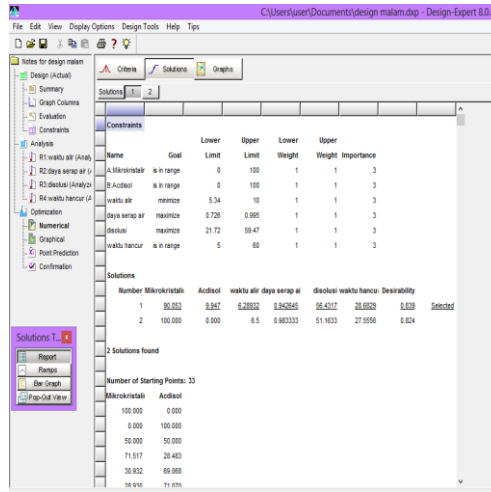 C:\Users\user\Documents\design malam.dxp - Design-Expert 8.0.
File Edit View Display Options Design Tools Help Tips
Notes for design malam
Design (Actual)
Summary
Graph Columns
Evaluation
Constraints
Analysis
R1:waktu alir (Analy
R2:daya serap air (
R3:disolusi (Analyze
R4:waktu hancur (A
Optimization
Numerical
Graphical
Point Prediction
Confirmation
Solutions T...
Report
Ramps
Bar Graph
Pop-Out View
Criteria Solutions Graphs
Solutions 1 2
Constraints
Lower Upper Lower Upper
Name Goal Limit Limit Weight Weight Importance
A:Mikrokristalir is in range 0 100 1 1 3
B:Acdisol is in range 0 100 1 1 3
waktu alir minimize 5.34 10 1 1 3
daya serap air maximize 0.726 0.995 1 1 3
disolusi maximize 21.72 59.47 1 1 3
waktu hancur is in range 5 60 1 1 3
Solutions
Number Mikrokristali Acdisol waktu alir daya serap ai disolusi waktu hancu Desirability
1 90.053 9.947 6.28932 0.942645 56.4317 28.6829 0.839 Selected
2 100.000 0.000 6.5 0.983333 51.1633 27.5556 0.824
2 Solutions found
Number of Starting Points: 33
Mikrokristali Acdisol
100.000 0.000
0.000 100.000
50.000 50.000
71.517 28.483
30.932 69.068
28.930 71.070